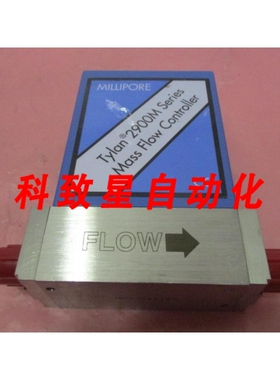 MILLIPORE
Tylan® 2900M Series
Mass Flow Controller
科致星自动化
FLOW